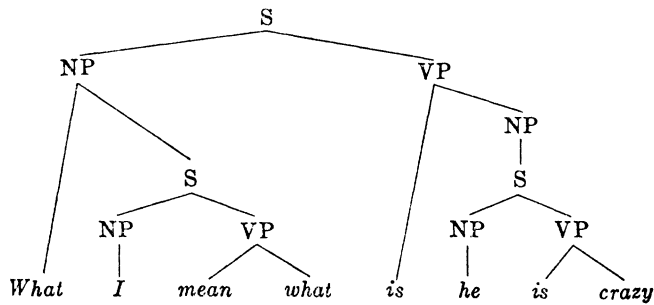 S
NP VP
NP
S S
NP VP NP VP
What I mean what is he is crazy